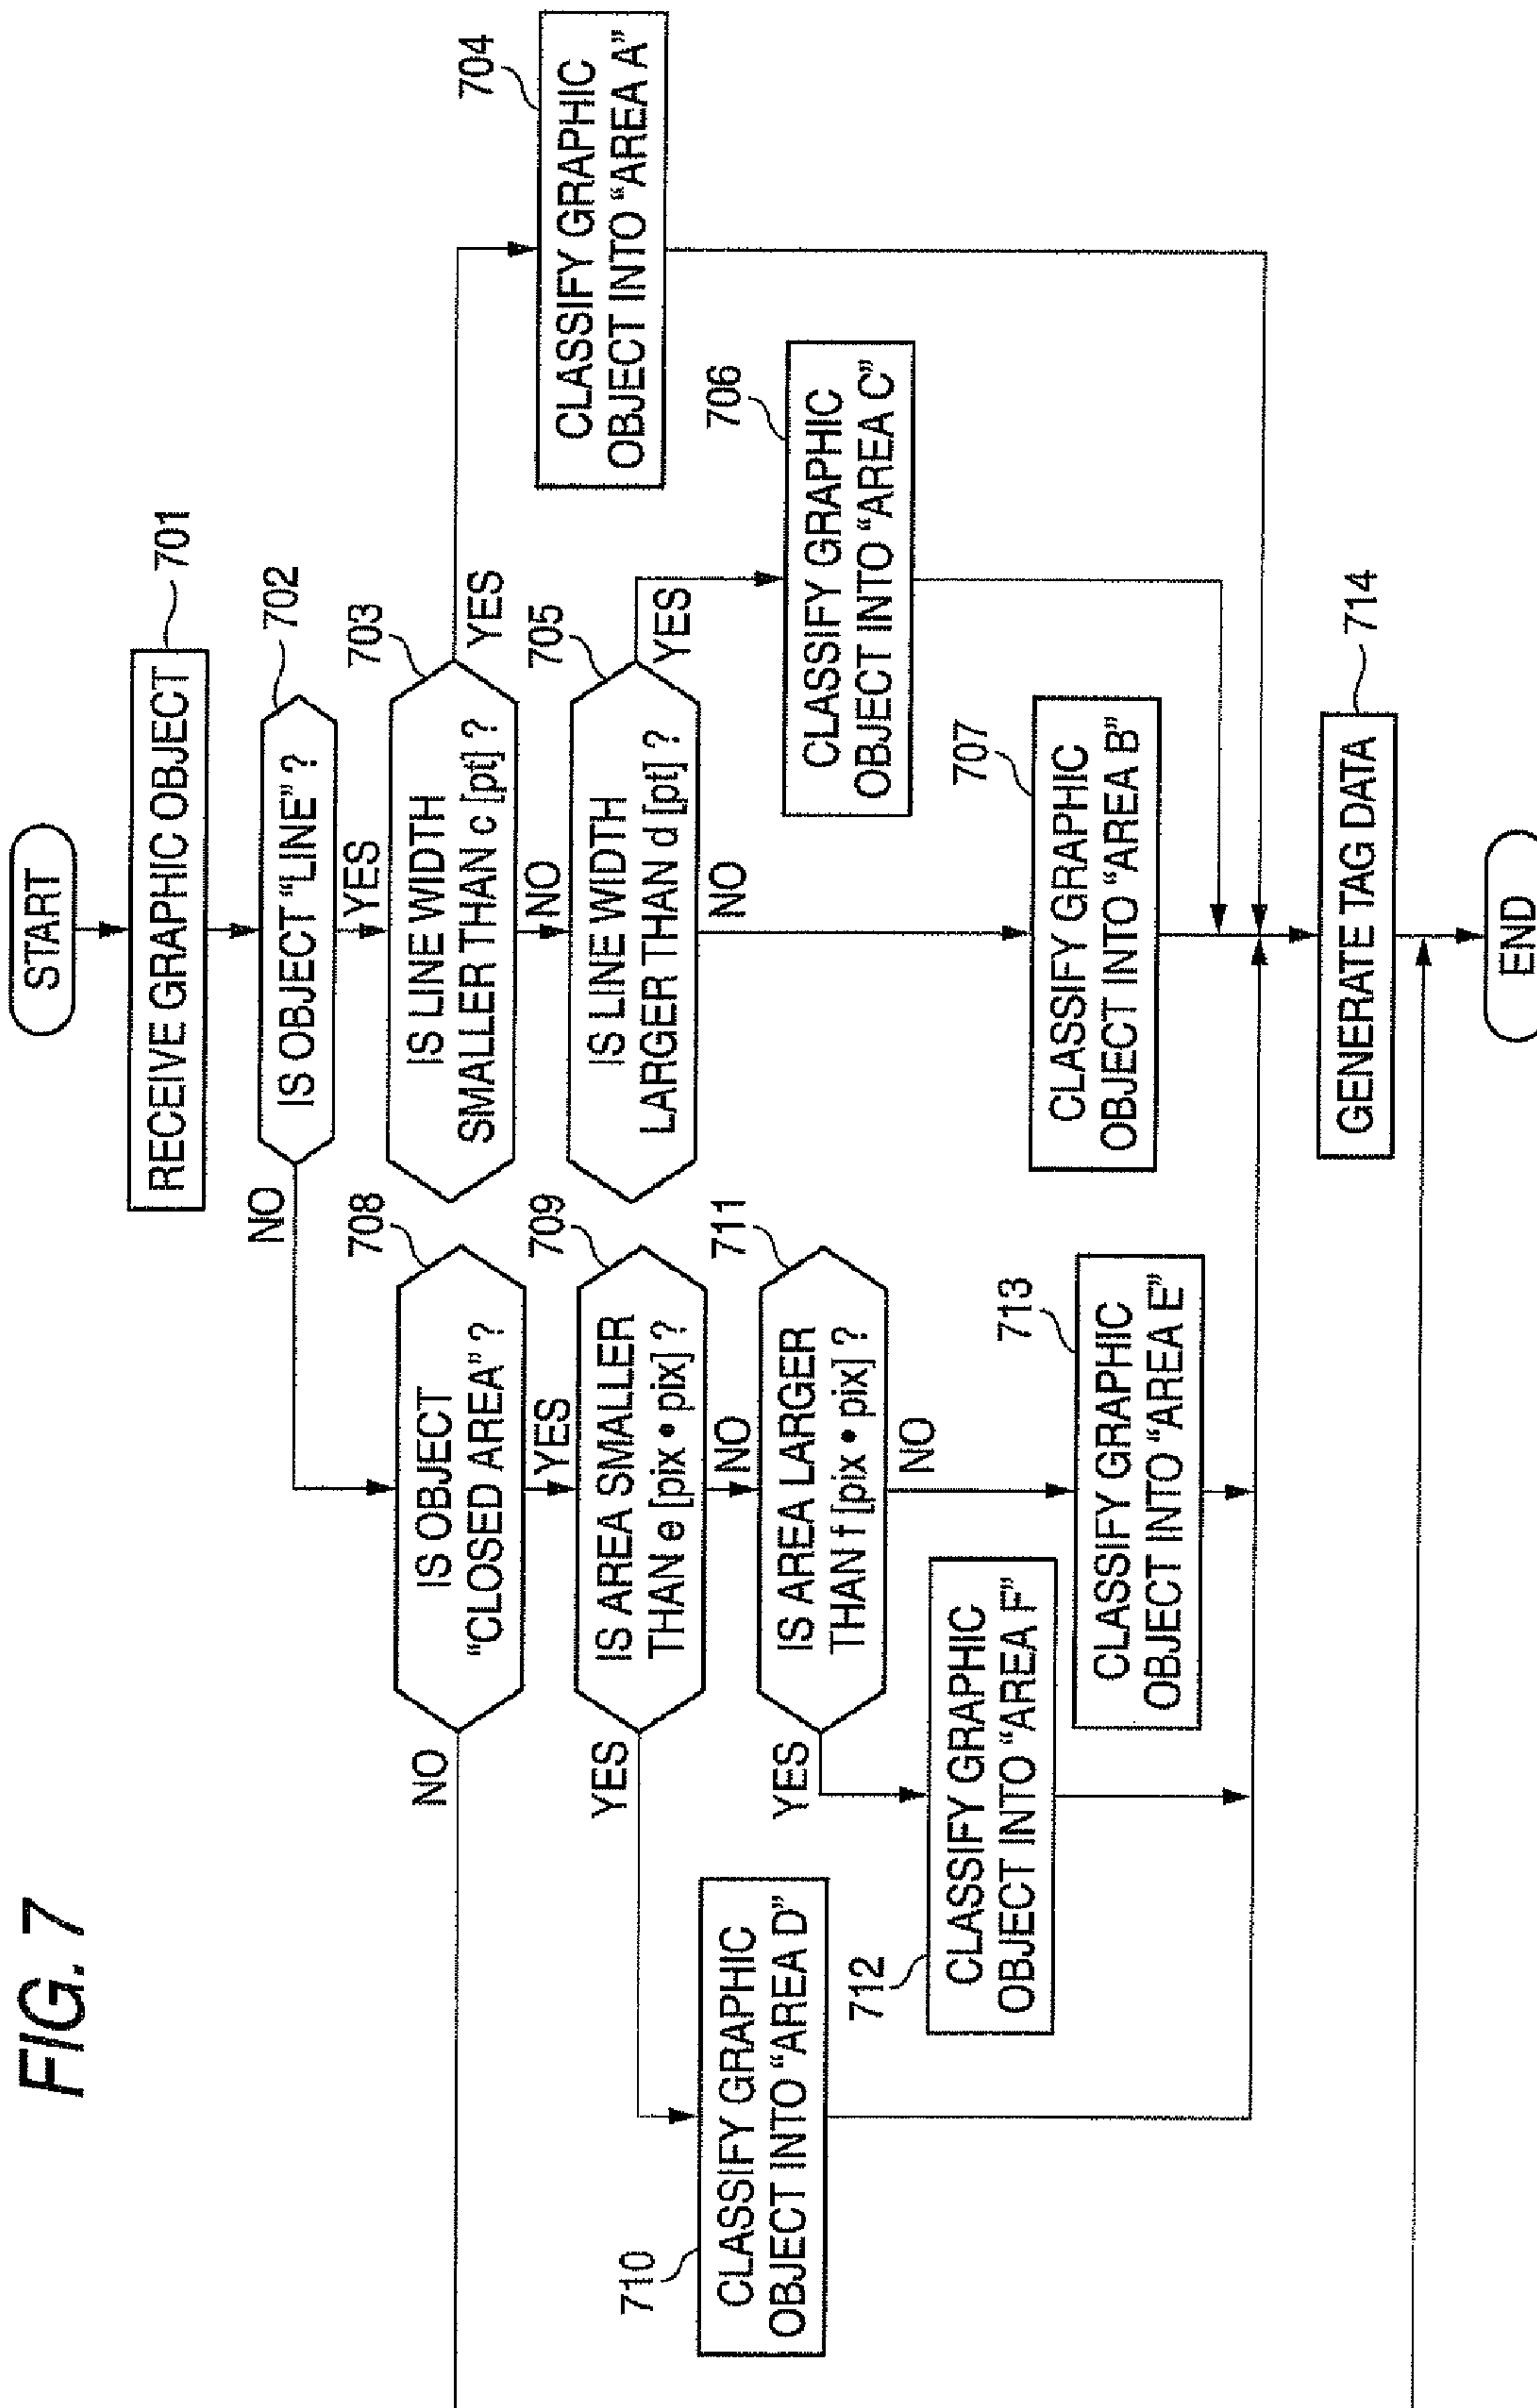 FIG. 7
START
RECEIVE GRAPHIC OBJECT
701
IS OBJECT "LINE" ?
702
NO
YES
IS LINE WIDTH
SMALLER THAN c [pt] ?
703
YES
NO
CLASSIFY GRAPHIC
OBJECT INTO "AREA A"
704
IS LINE WIDTH
LARGER THAN d [pt] ?
705
YES
NO
CLASSIFY GRAPHIC
OBJECT INTO "AREA C"
706
CLASSIFY GRAPHIC
OBJECT INTO "AREA B"
707
IS OBJECT
"CLOSED AREA" ?
708
NO
YES
IS AREA SMALLER
THAN e [pix • pix] ?
709
YES
NO
CLASSIFY GRAPHIC
OBJECT INTO "AREA D"
710
IS AREA LARGER
THAN f [pix • pix] ?
711
YES
NO
CLASSIFY GRAPHIC
OBJECT INTO "AREA F"
712
CLASSIFY GRAPHIC
OBJECT INTO "AREA E"
713
GENERATE TAG DATA
714
END